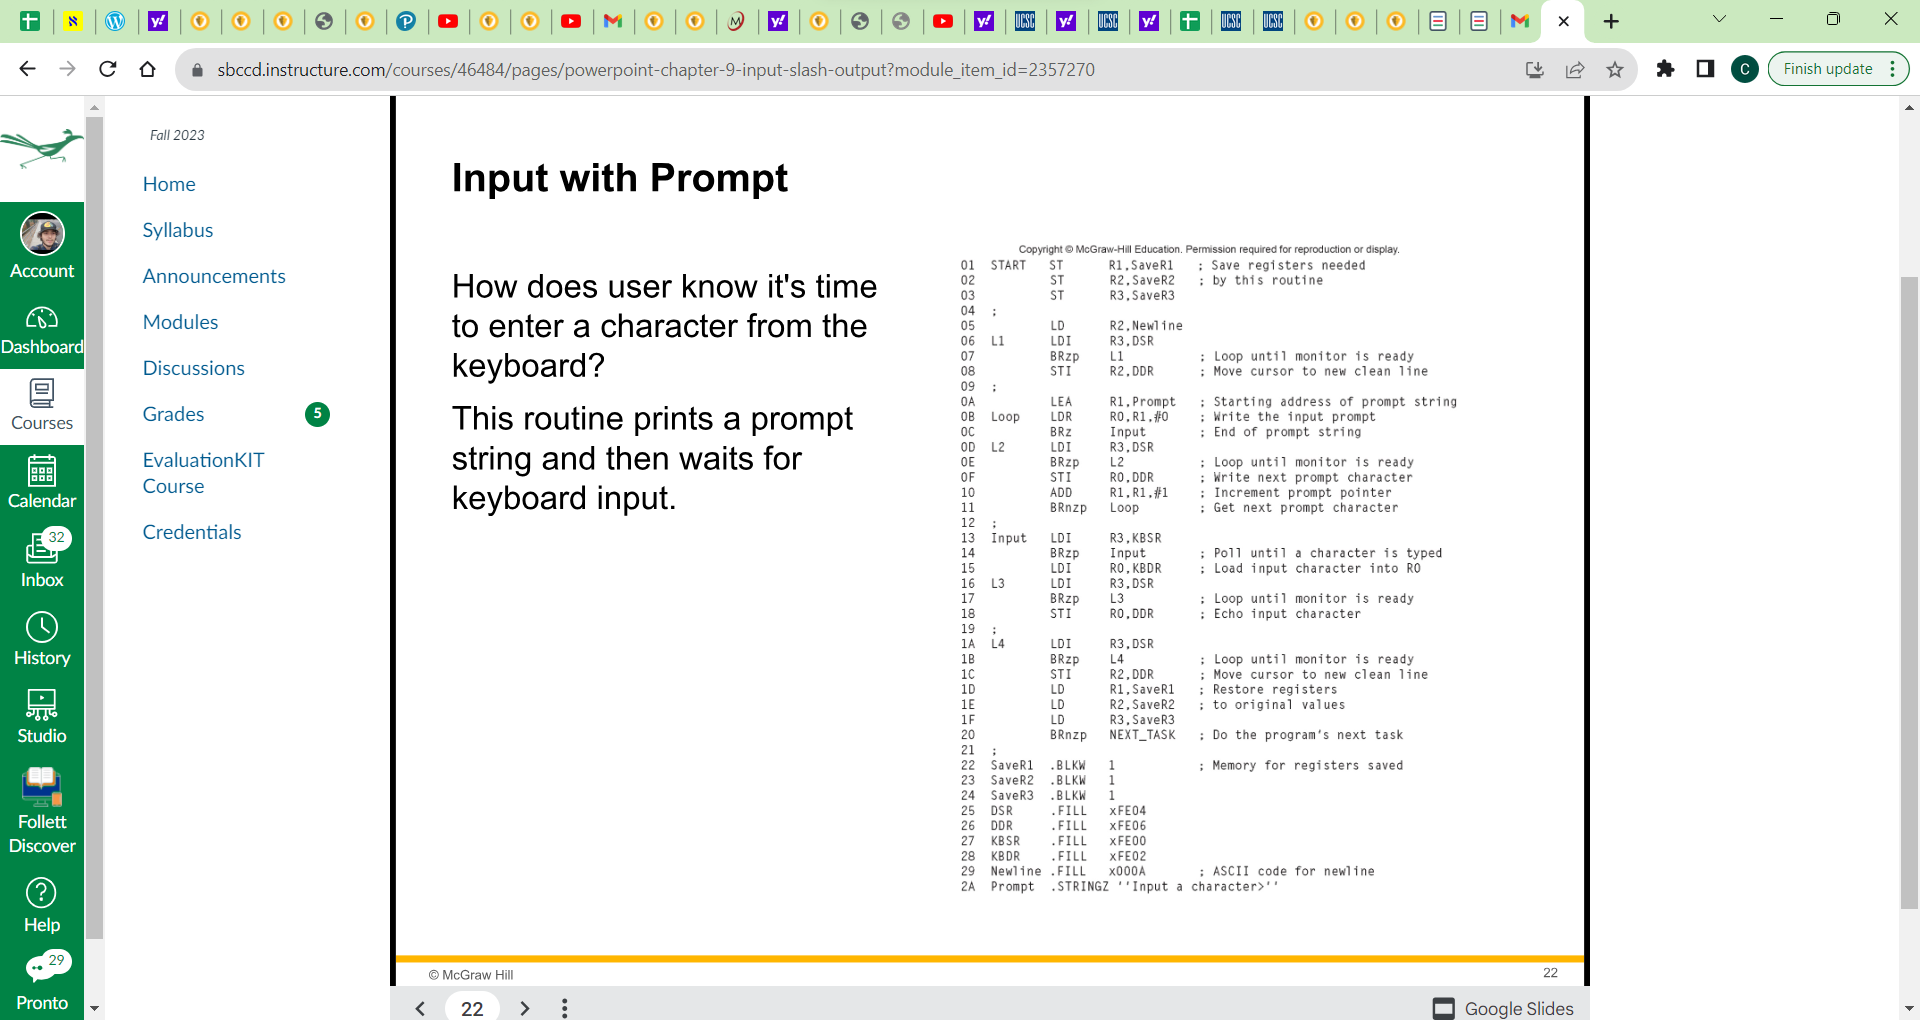 sbccd.instructure.com/courses/46484/pages/powerpoint-chapter-9-input-slash-output?module_item_id=2357270
C
Finish update
Fall 2023
Home
Syllabus
Announcements
Modules
Discussions
Grades
5
EvaluationKIT
Course
Credentials
Account
Dashboard
Courses
Calendar
32
Inbox
History
Studio
Follett
Discover
Help
29
Pronto
Input with Prompt
How does user know it's time
to enter a character from the
keyboard?
This routine prints a prompt
string and then waits for
keyboard input.
Copyright © McGraw-Hill Education. Permission required for reproduction or display.
01 START ST R1,SaveR1 ; Save registers needed
02 ST R2,SaveR2 ; by this routine
03 ST R3,SaveR3
04 ;
05 LD R2,Newline
06 L1 LDI R3,DSR
07 BRzp L1 ; Loop until monitor is ready
08 STI R2,DDR ; Move cursor to new clean line
09 ;
0A LEA R1,Prompt ; Starting address of prompt string
0B Loop LDR R0,R1,#0 ; Write the input prompt
0C BRz Input ; End of prompt string
0D L2 LDI R3,DSR
0E BRzp L2 ; Loop until monitor is ready
0F STI R0,DDR ; Write next prompt character
10 ADD R1,R1,#1 ; Increment prompt pointer
11 BRnzp Loop ; Get next prompt character
12 ;
13 Input LDI R3,KBSR
14 BRzp Input ; Poll until a character is typed
15 LDI R0,KBDR ; Load input character into R0
16 L3 LDI R3,DSR
17 BRzp L3 ; Loop until monitor is ready
18 STI R0,DDR ; Echo input character
19 ;
1A L4 LDI R3,DSR
1B BRzp L4 ; Loop until monitor is ready
1C STI R2,DDR ; Move cursor to new clean line
1D LD R1,SaveR1 ; Restore registers
1E LD R2,SaveR2 ; to original values
1F LD R3,SaveR3
20 BRnzp NEXT_TASK ; Do the program's next task
21 ;
22 SaveR1 .BLKW 1 ; Memory for registers saved
23 SaveR2 .BLKW 1
24 SaveR3 .BLKW 1
25 DSR .FILL xFE04
26 DDR .FILL xFE06
27 KBSR .FILL xFE00
28 KBDR .FILL xFE02
29 Newline .FILL x000A ; ASCII code for newline
2A Prompt .STRINGZ ''Input a character>''
© McGraw Hill
22
22
Google Slides